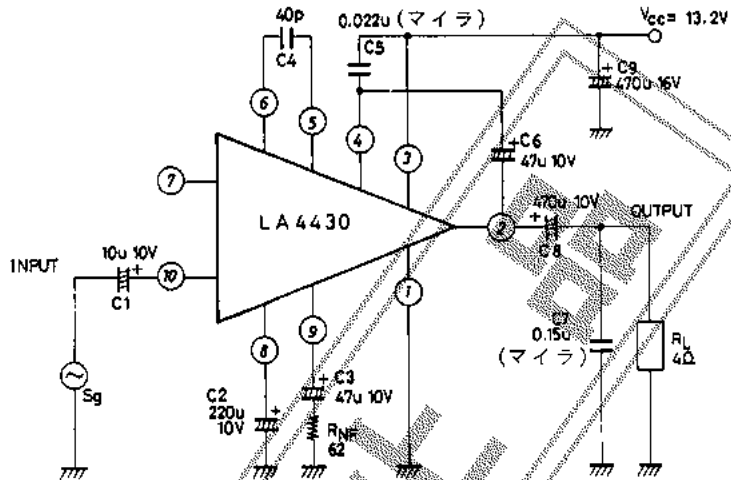 40p
C4
0.022u (マイラ)
C5
Vcc = 13.2V
+ C9
470u 16V
6
5
4
3
+ C6
47u 10V
7
LA4430
2
470u 10V
+
C8
OUTPUT
INPUT
10u 10V
+
C1
10
1
8
9
C7
0.15u
(マイラ)
RL
4Ω
Sg
C2
220u
10V
+
+ C3
47u 10V
RNF
62